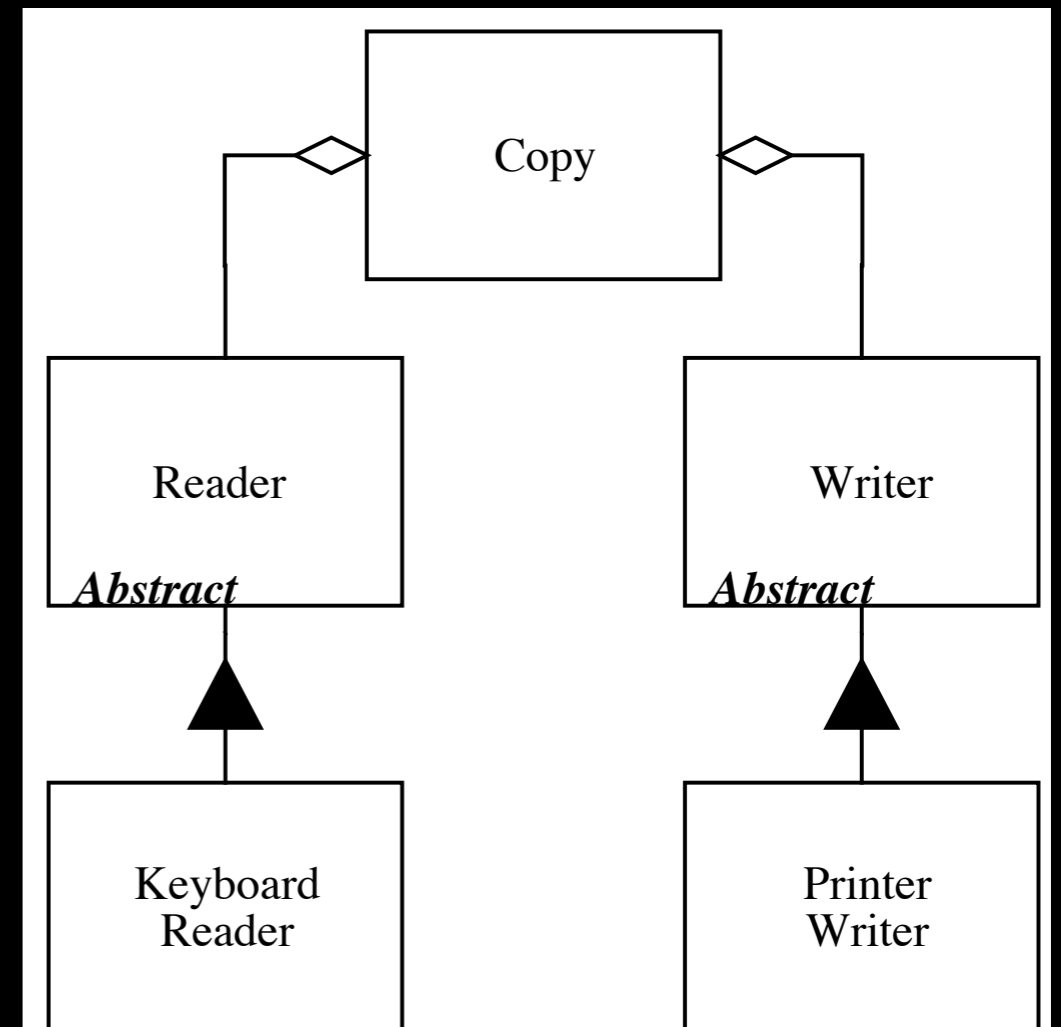 Copy
Reader
Abstract
Writer
Abstract
Keyboard
Reader
Printer
Writer